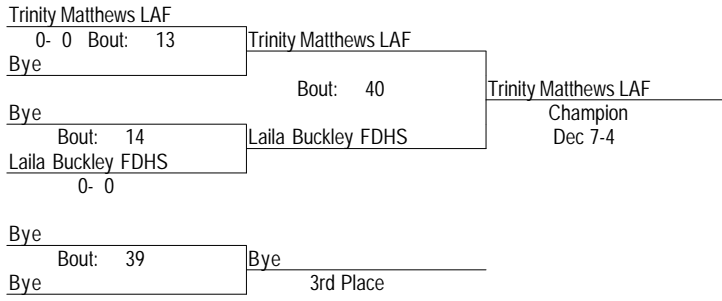 Trinity Matthews LAF
0- 0 Bout: 13
Trinity Matthews LAF
Bye
Bout: 40
Trinity Matthews LAF
Bye
Champion
Bout: 14
Laila Buckley FDHS
Dec 7-4
Laila Buckley FDHS
0- 0
Bye
Bout: 39
Bye
Bye
3rd Place